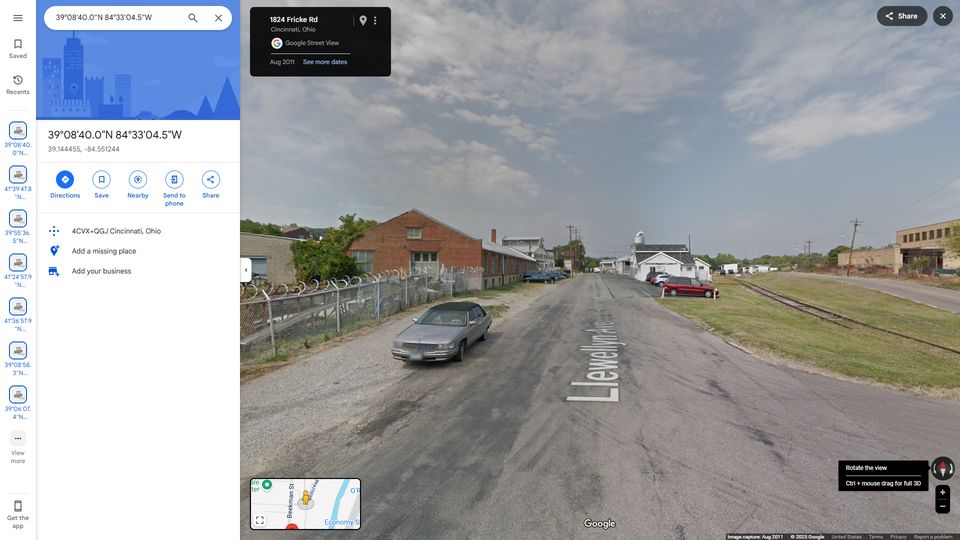 39°08'40.0"N 84°33'04.5"W
Saved
Recents
39°08'40.
0"N...
41°39'47.8
"N...
39°55'36.
5"N...
41°24'57.9
"N...
41°36'57.9
"N...
39°08'58.
3"N...
39°06'07.
4"N...
View
more
Get the
app
39°08'40.0"N 84°33'04.5"W
39.144455, -84.551244
Directions
Save
Nearby
Send to
phone
Share
4CVX+QGJ Cincinnati, Ohio
Add a missing place
Add your business
1824 Fricke Rd
Cincinnati, Ohio
Google Street View
Aug 2011 See more dates
Share
Llewellyn Ave
Rotate the view
Ctrl + mouse drag for full 3D
Beekman St
Economy S
Google
Image capture: Aug 2011 © 2025 Google United States Terms Privacy Report a problem